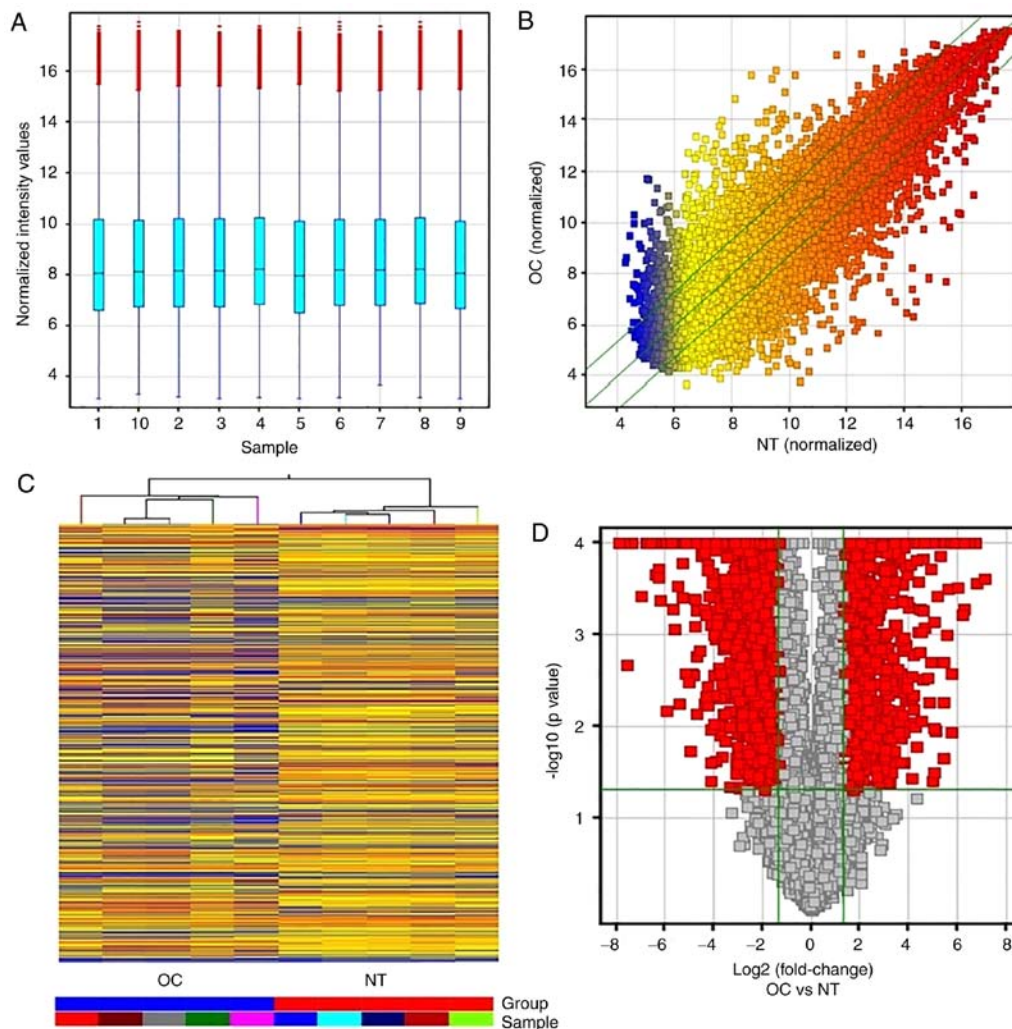 A
Normalized intensity values
16
14
12
10
8
6
4
1 10 2 3 4 5 6 7 8 9
Sample
B
OC (normalized)
16
14
12
10
8
6
4
4 6 8 10 12 14 16
NT (normalized)
C
OC NT
Group
Sample
D
-log10 (p value)
4
3
2
1
−8 −6 −4 −2 0 2 4 6 8
Log2 (fold-change)
OC vs NT